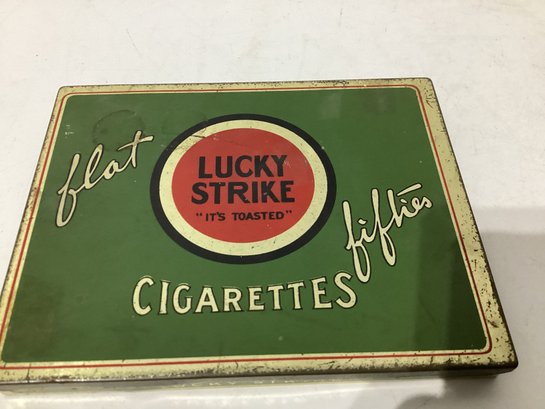 flat
LUCKY
STRIKE
"IT'S TOASTED"
CIGARETTES
fifties